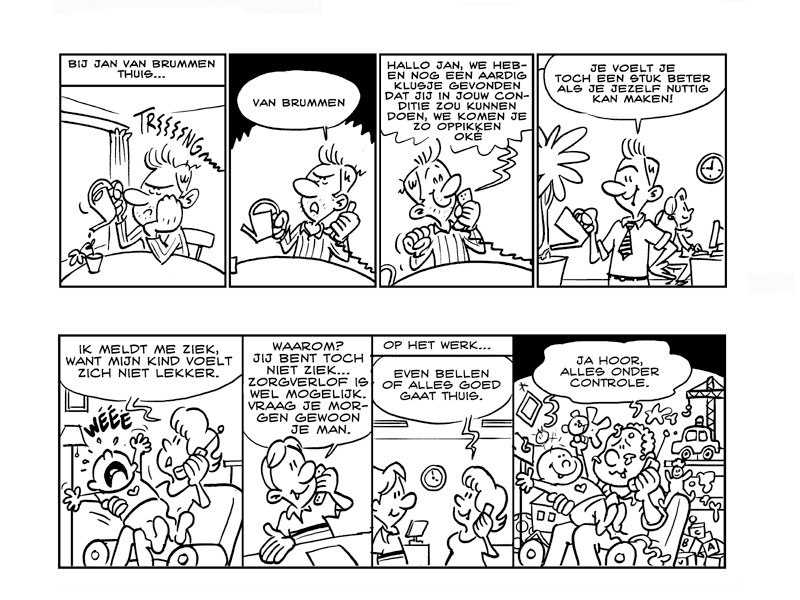 BIJ JAN VAN BRUMMEN
THUIS...
TRSSSSNG
VAN BRUMMEN
HALLO JAN, WE HEB-
EN NOG EEN AARDIG
KLUSJE GEVONDEN
DAT JIJ IN JOUW CON-
DITIE ZOU KUNNEN
DOEN, WE KOMEN JE
ZO OPPIKKEN
OKÉ
JE VOELT JE
TOCH EEN STUK BETER
ALS JE JEZELF NUTTIG
KAN MAKEN!
IK MELDT ME ZIEK,
WANT MIJN KIND VOELT
ZICH NIET LEKKER.
WÉÉE
WAAROM?
JIJ BENT TOCH
NIET ZIEK...
ZORGVERLOF IS
WEL MOGELIJK.
VRAAG JE MOR-
GEN GEWOON
JE MAN.
OP HET WERK...
EVEN BELLEN
OF ALLES GOED
GAAT THUIS.
JA HOOR,
ALLES ONDER
CONTROLE.
C
B A